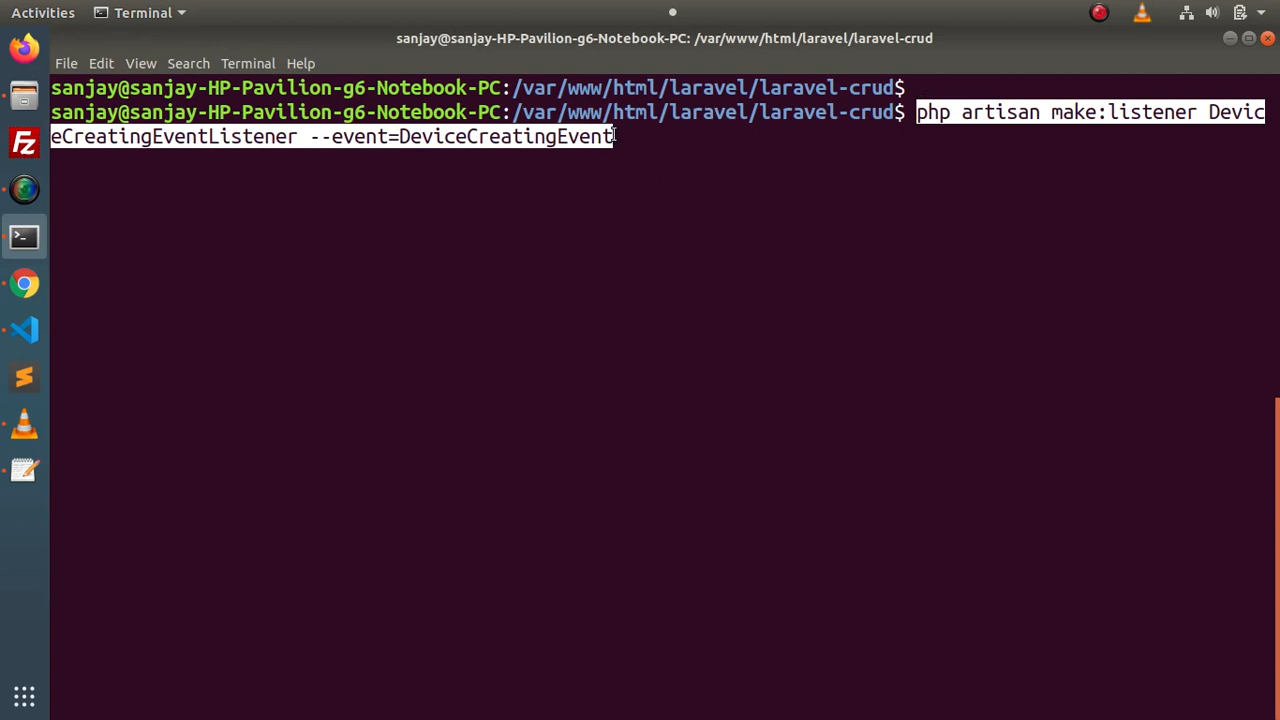 Activities Terminal
sanjay@sanjay-HP-Pavilion-g6-Notebook-PC: /var/www/html/laravel/laravel-crud
File Edit View Search Terminal Help
sanjay@sanjay-HP-Pavilion-g6-Notebook-PC:/var/www/html/laravel/laravel-crud$
sanjay@sanjay-HP-Pavilion-g6-Notebook-PC:/var/www/html/laravel/laravel-crud$ php artisan make:listener Devic
eCreatingEventListener --event=DeviceCreatingEvent